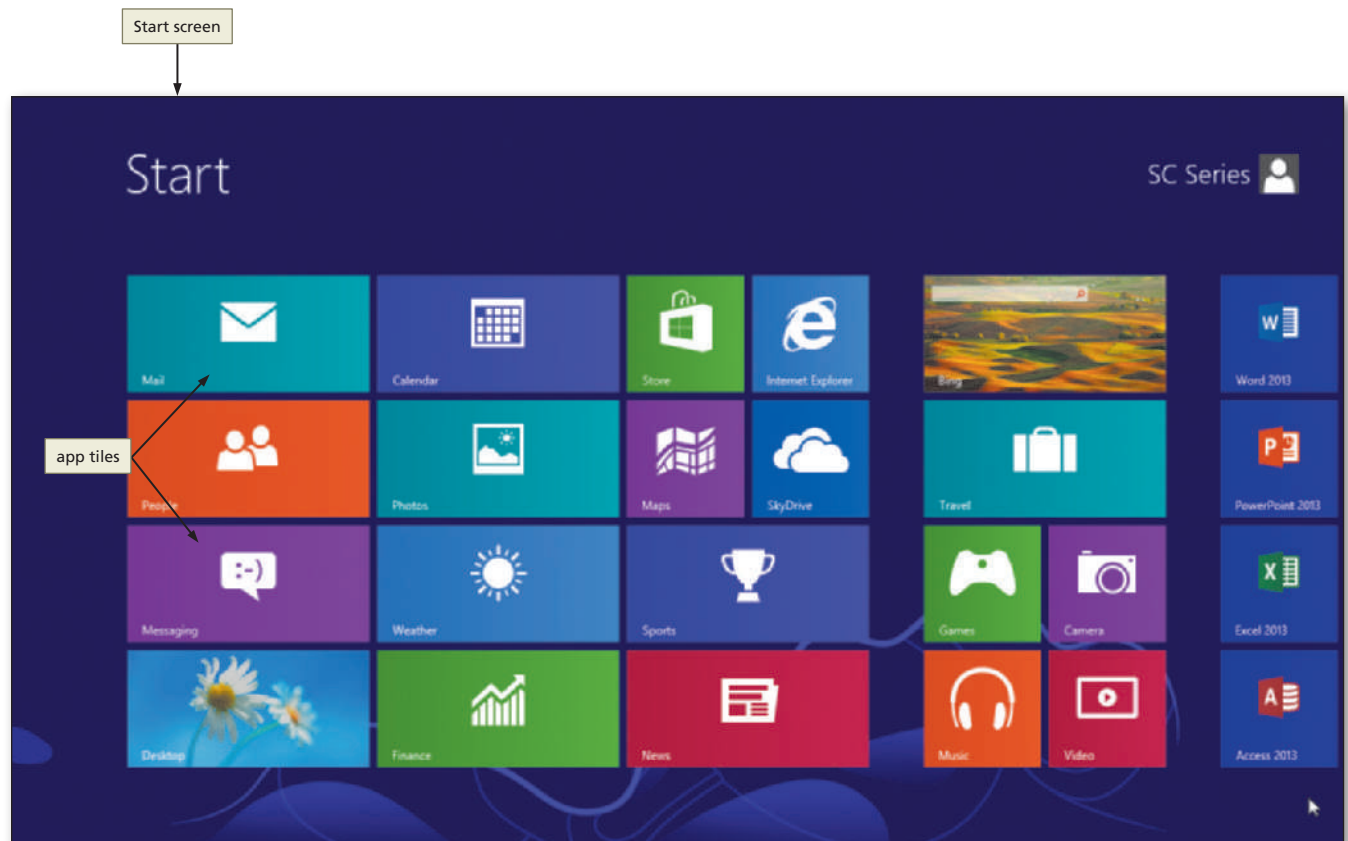 Start screen
Start
SC Series
Mail
Calendar
Store
Internet Explorer
Bing
W
Word 2013
app tiles
People
Photos
Maps
SkyDrive
Travel
P
PowerPoint 2013
:-)
Messaging
Weather
Sports
Games
Camera
X
Excel 2013
Desktop
Finance
News
Music
Video
A
Access 2013